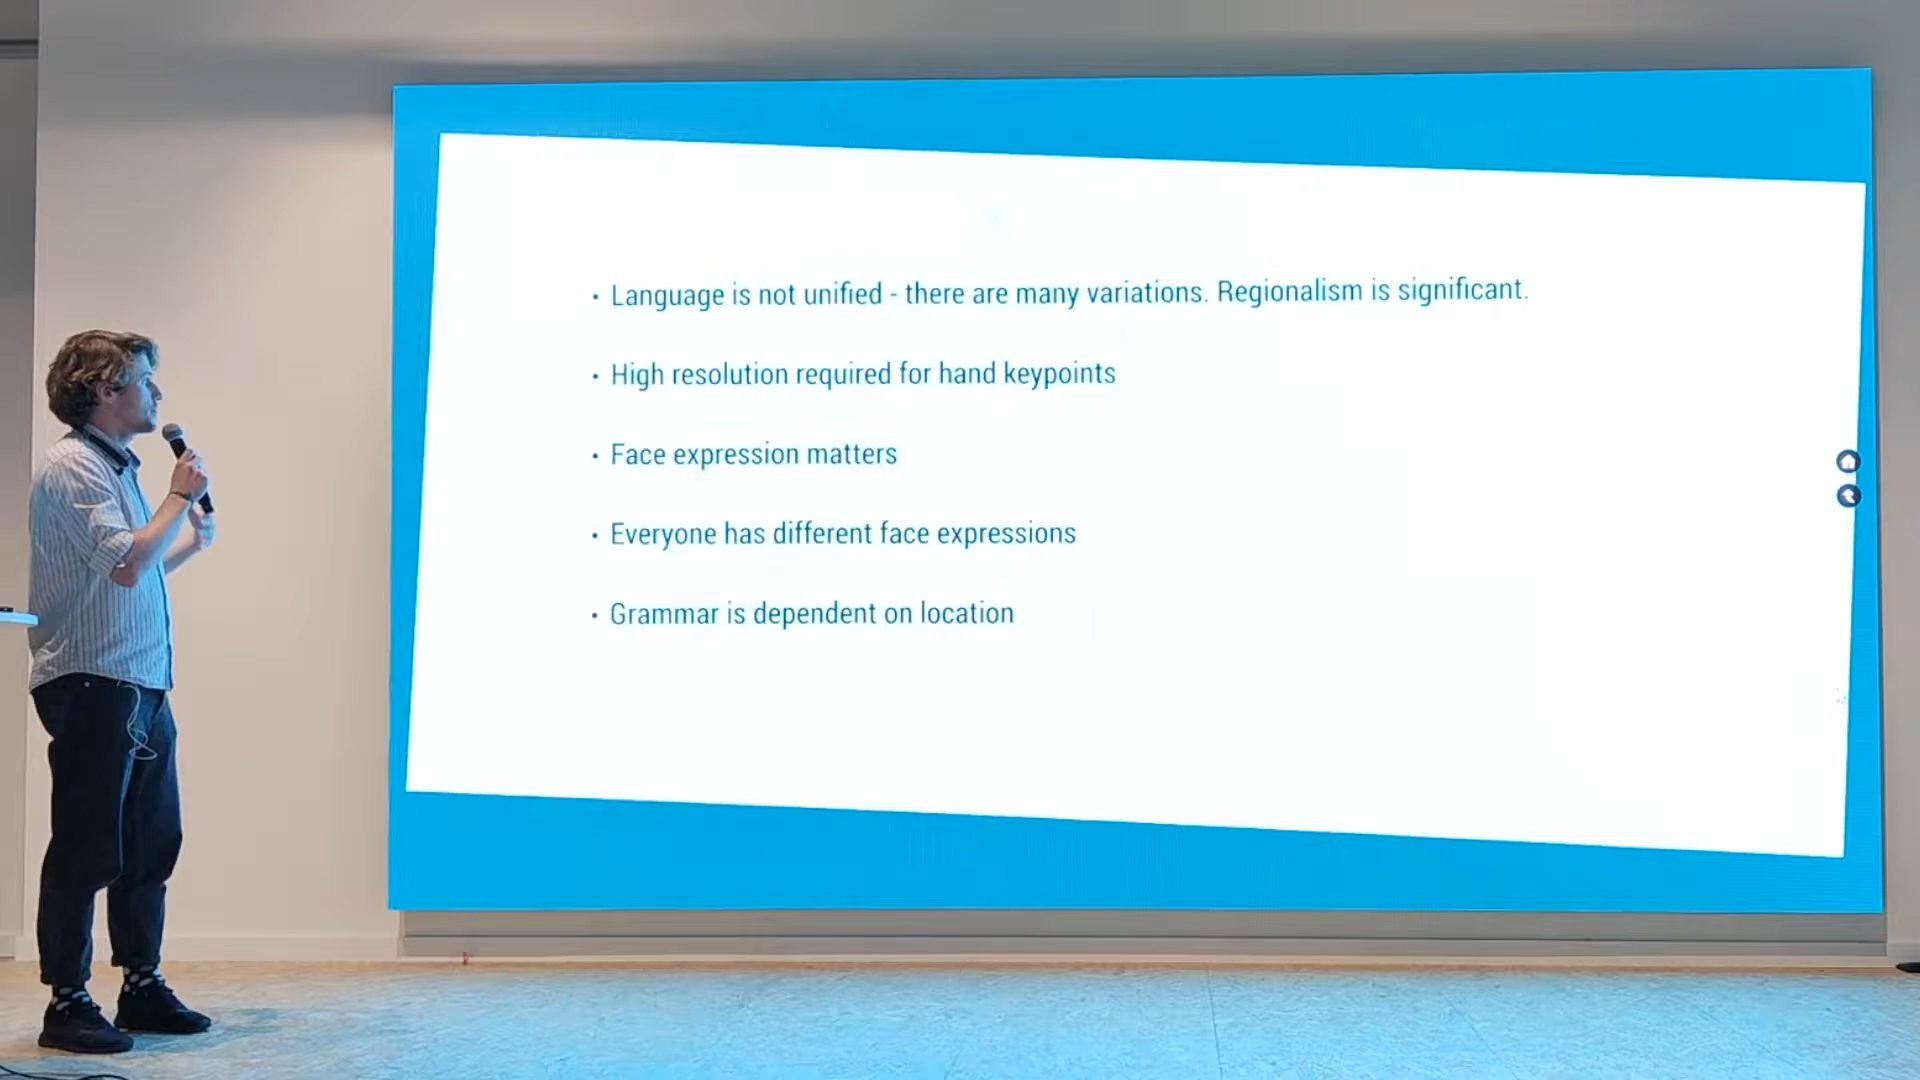 • Language is not unified - there are many variations. Regionalism is significant.
• High resolution required for hand keypoints
• Face expression matters
• Everyone has different face expressions
• Grammar is dependent on location